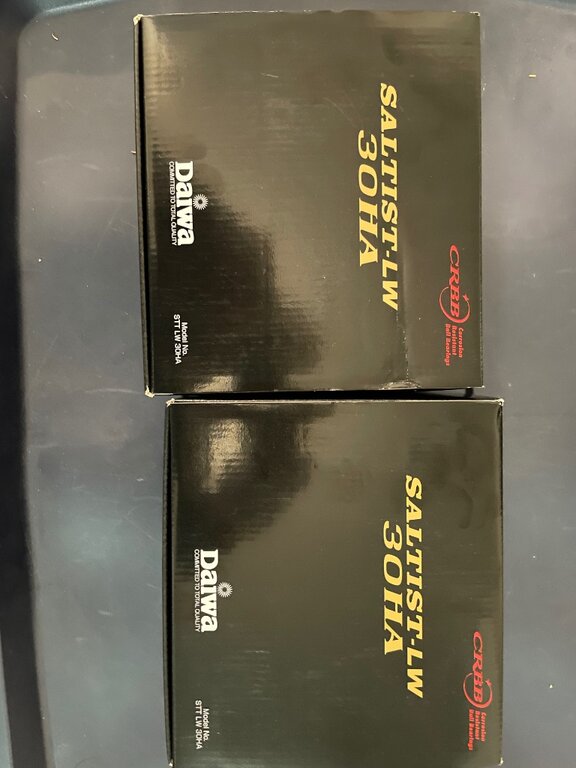 CRBB
Corrosion
Resistant
Ball Bearings
SALTIST-LW
30HA
Daiwa
COMMITTED TO TOTAL QUALITY
Model No.
STT LW 30HA
CRBB
Corrosion
Resistant
Ball Bearings
SALTIST-LW
30HA
Daiwa
COMMITTED TO TOTAL QUALITY
Model No.
STT LW 30HA